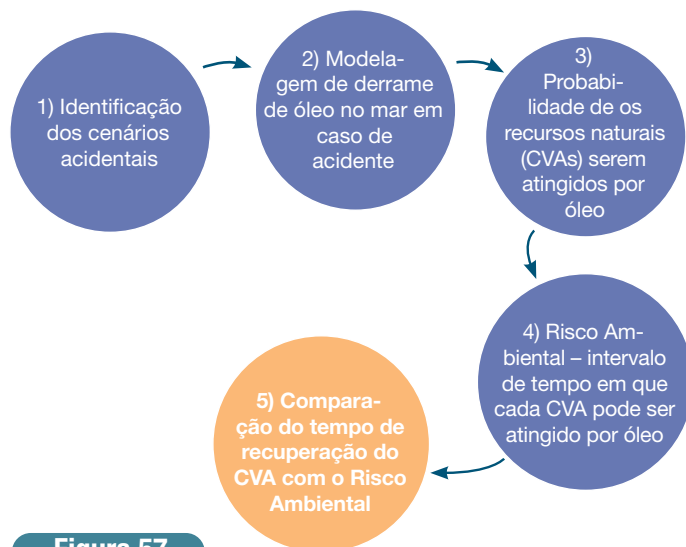 1) Identificação
dos cenários
acidentais
2) Modela-
gem de derrame
de óleo no mar em
caso de
acidente
3)
Probabi-
lidade de os
recursos naturais
(CVAs) serem
atingidos por
óleo
4) Risco Am-
biental – intervalo
de tempo em que
cada CVA pode ser
atingido por óleo
5) Compara-
ção do tempo de
recuperação do
CVA com o Risco
Ambiental
Figura 57